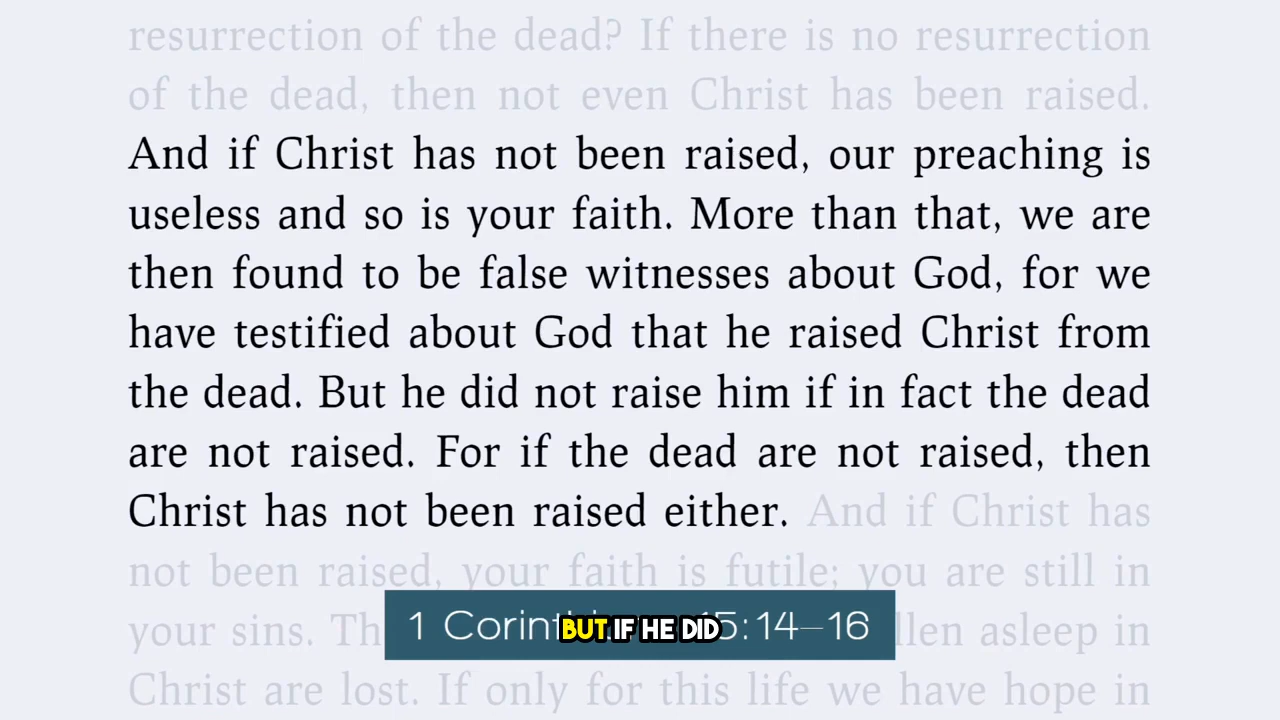 resurrection of the dead? If there is no resurrection
of the dead, then not even Christ has been raised.
And if Christ has not been raised, our preaching is
useless and so is your faith. More than that, we are
then found to be false witnesses about God, for we
have testified about God that he raised Christ from
the dead. But he did not raise him if in fact the dead
are not raised. For if the dead are not raised, then
Christ has not been raised either. And if Christ has
not been raised, your faith is futile; you are still in
your sins.
1 15:14–16
BUT IF HE DID
asleep in
Christ are lost. If only for this life we have hope in